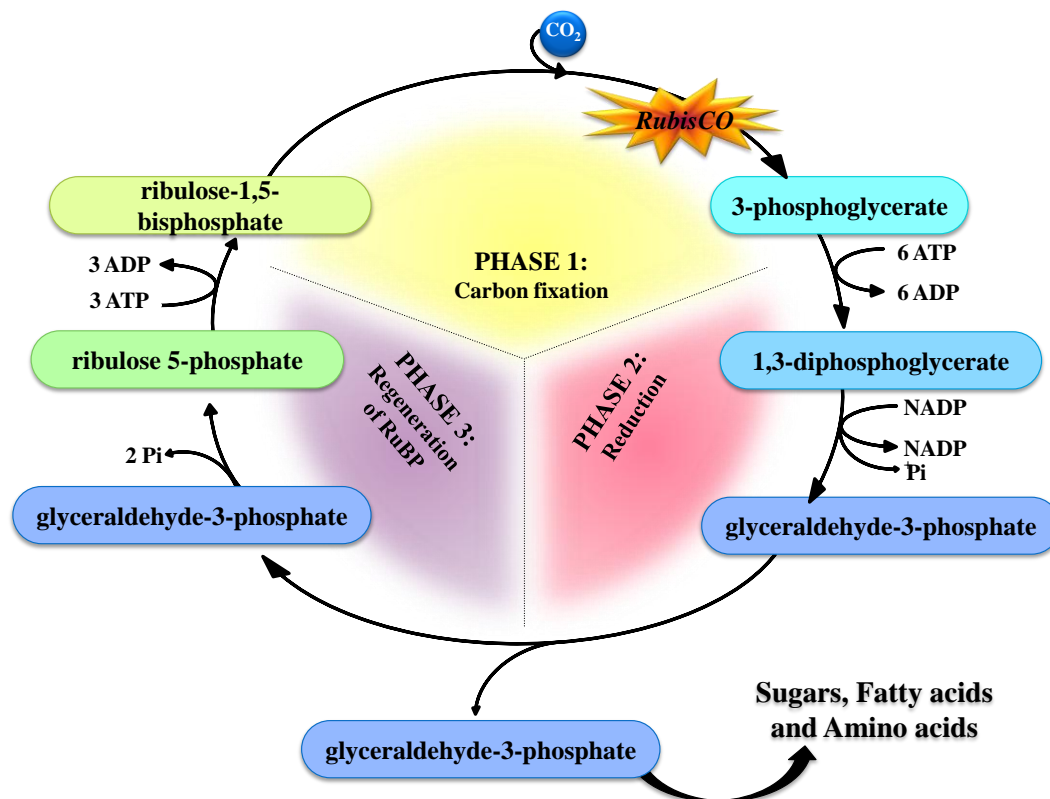 CO₂
RubisCO
ribulose-1,5-
bisphosphate
3-phosphoglycerate
3 ADP
3 ATP
PHASE 1:
Carbon fixation
6 ATP
6 ADP
ribulose 5-phosphate
PHASE 3:
Regeneration
of RuBP
PHASE 2:
Reduction
1,3-diphosphoglycerate
NADP
NADP
+
Pi
2 Pi
glyceraldehyde-3-phosphate
glyceraldehyde-3-phosphate
Sugars, Fatty acids
and Amino acids
glyceraldehyde-3-phosphate